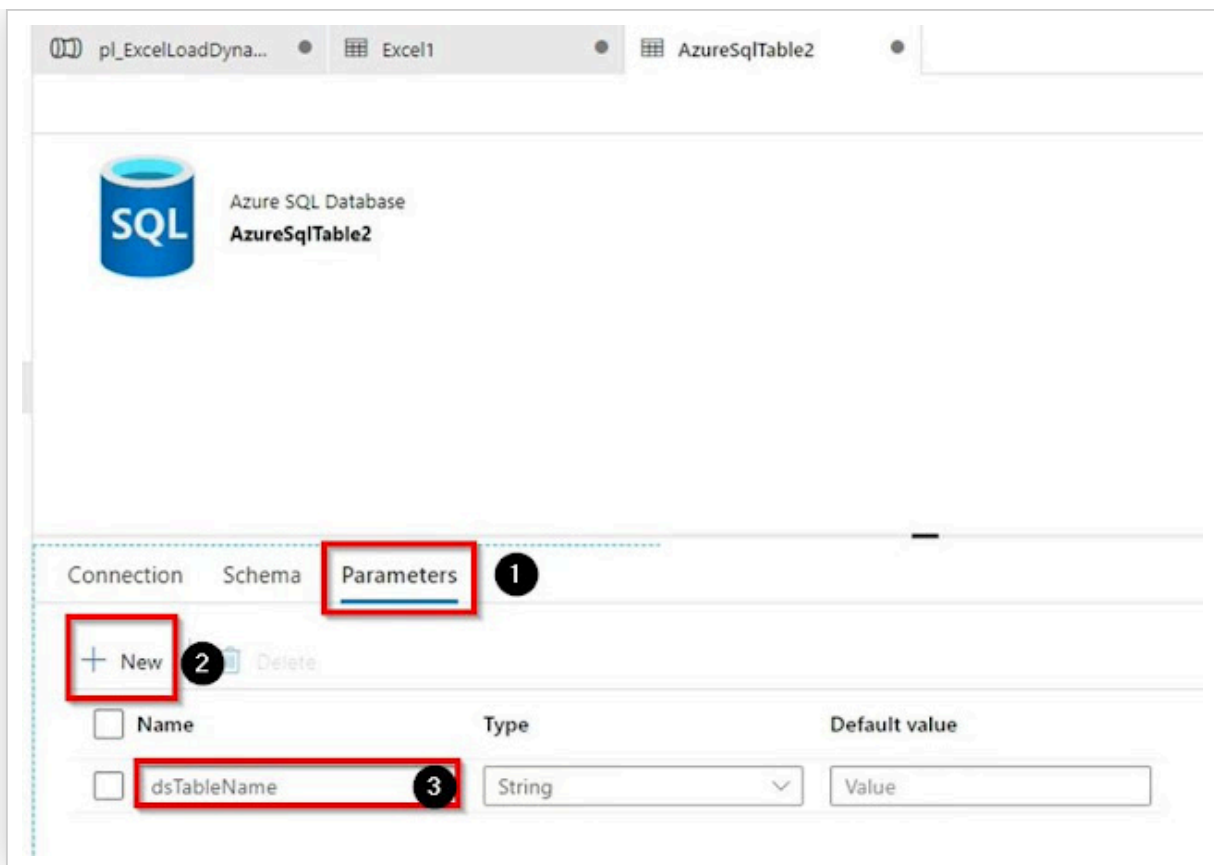 pl_ExcelLoadDyna... Excel1 AzureSqlTable2
SQL
Azure SQL Database
AzureSqlTable2
Connection Schema Parameters 1
New 2 Delete
Name Type Default value
dsTableName 3 String Value